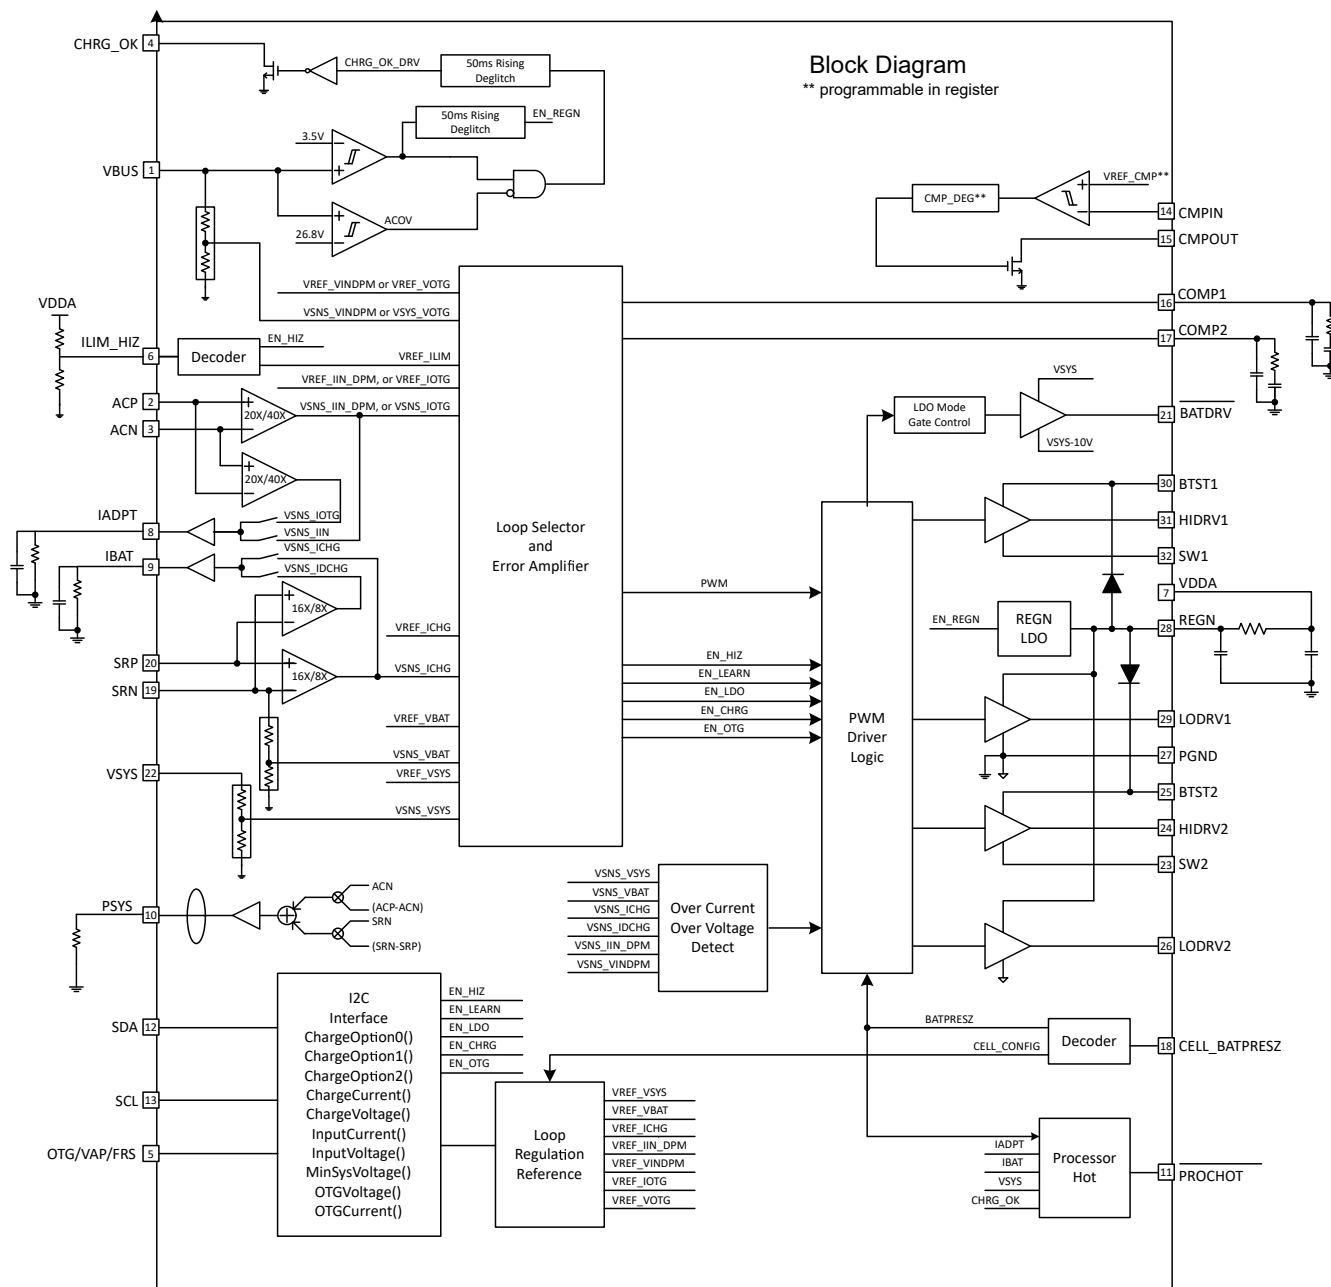 Block Diagram
** programmable in register
CHRG_OK
4
CHRG_OK_DRV
50ms Rising
Deglitch
50ms Rising
Deglitch
EN_REGN
3.5V
VBUS
1
ACOV
26.8V
VREF_CMP**
CMP_DEG**
14
CMPIN
15
CMPOUT
VREF_VINDPM or VREF_VOTG
VSNS_VINDPM or VSYS_VOTG
16
COMP1
17
COMP2
VDDA
ILIM_HIZ
6
Decoder
EN_HIZ
VREF_ILIM
VREF_IIN_DPM, or VREF_IOTG
ACP
2
20X/40X
VSNS_IIN_DPM, or VSNS_IOTG
ACN
3
20X/40X
VSYS
LDO Mode
Gate Control
21
BATDRV
VSYS-10V
IADPT
8
VSNS_IOTG
VSNS_IIN
IBAT
9
VSNS_ICHG
VSNS_IDCHG
16X/8X
Loop Selector
and
Error Amplifier
30
BTST1
31
HIDRV1
32
SW1
PWM
7
VDDA
VREF_ICHG
EN_REGN
REGN
LDO
28
REGN
SRP
20
16X/8X
VSNS_ICHG
SRN
19
EN_HIZ
EN_LEARN
EN_LDO
EN_CHRG
EN_OTG
PWM
Driver
Logic
29
LODRV1
27
PGND
VREF_VBAT
VSNS_VBAT
VREF_VSYS
VSYS
22
VSNS_VSYS
25
BTST2
24
HIDRV2
23
SW2
VSNS_VSYS
VSNS_VBAT
VSNS_ICHG
VSNS_IDCHG
VSNS_IIN_DPM
VSNS_VINDPM
Over Current
Over Voltage
Detect
26
LODRV2
PSYS
10
ACN
(ACP-ACN)
SRN
(SRN-SRP)
SDA
12
SCL
13
OTG/VAP/FRS
5
I2C
Interface
ChargeOption0()
ChargeOption1()
ChargeOption2()
ChargeCurrent()
ChargeVoltage()
InputCurrent()
InputVoltage()
MinSysVoltage()
OTGVoltage()
OTGCurrent()
EN_HIZ
EN_LEARN
EN_LDO
EN_CHRG
EN_OTG
BATPRESZ
CELL_CONFIG
Decoder
18
CELL_BATPRESZ
Loop
Regulation
Reference
VREF_VSYS
VREF_VBAT
VREF_ICHG
VREF_IIN_DPM
VREF_VINDPM
VREF_IOTG
VREF_VOTG
IADPT
IBAT
VSYS
CHRG_OK
Processor
Hot
11
PROCHOT